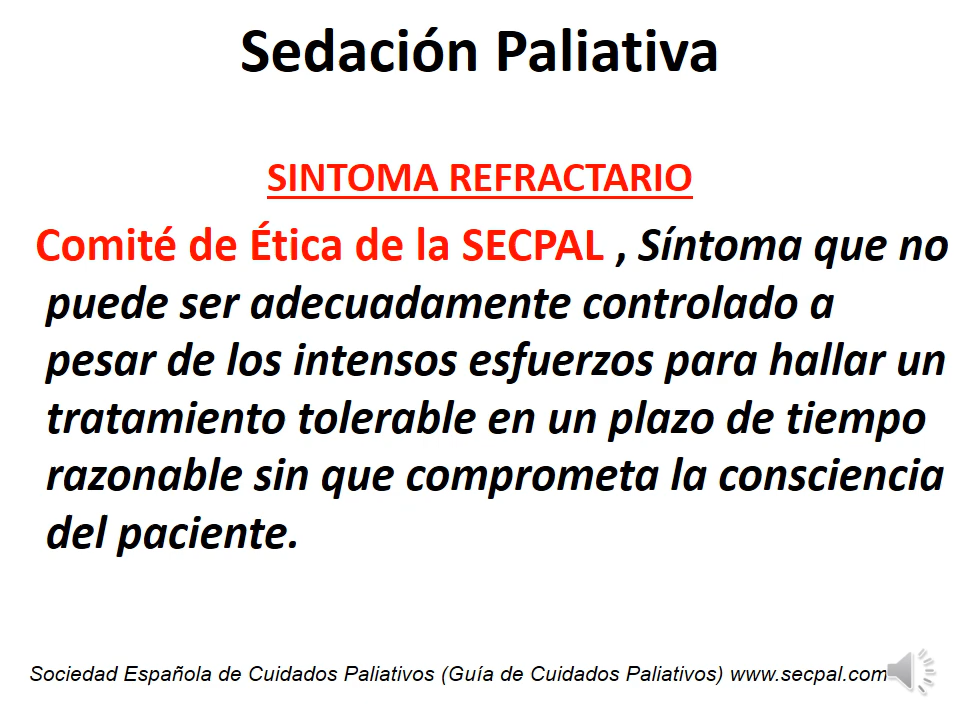 Sedación Paliativa
SINTOMA REFRACTARIO
Comité de Ética de la SECPAL , Síntoma que no
puede ser adecuadamente controlado a
pesar de los intensos esfuerzos para hallar un
tratamiento tolerable en un plazo de tiempo
razonable sin que comprometa la consciencia
del paciente.
Sociedad Española de Cuidados Paliativos (Guía de Cuidados Paliativos) www.secpal.com